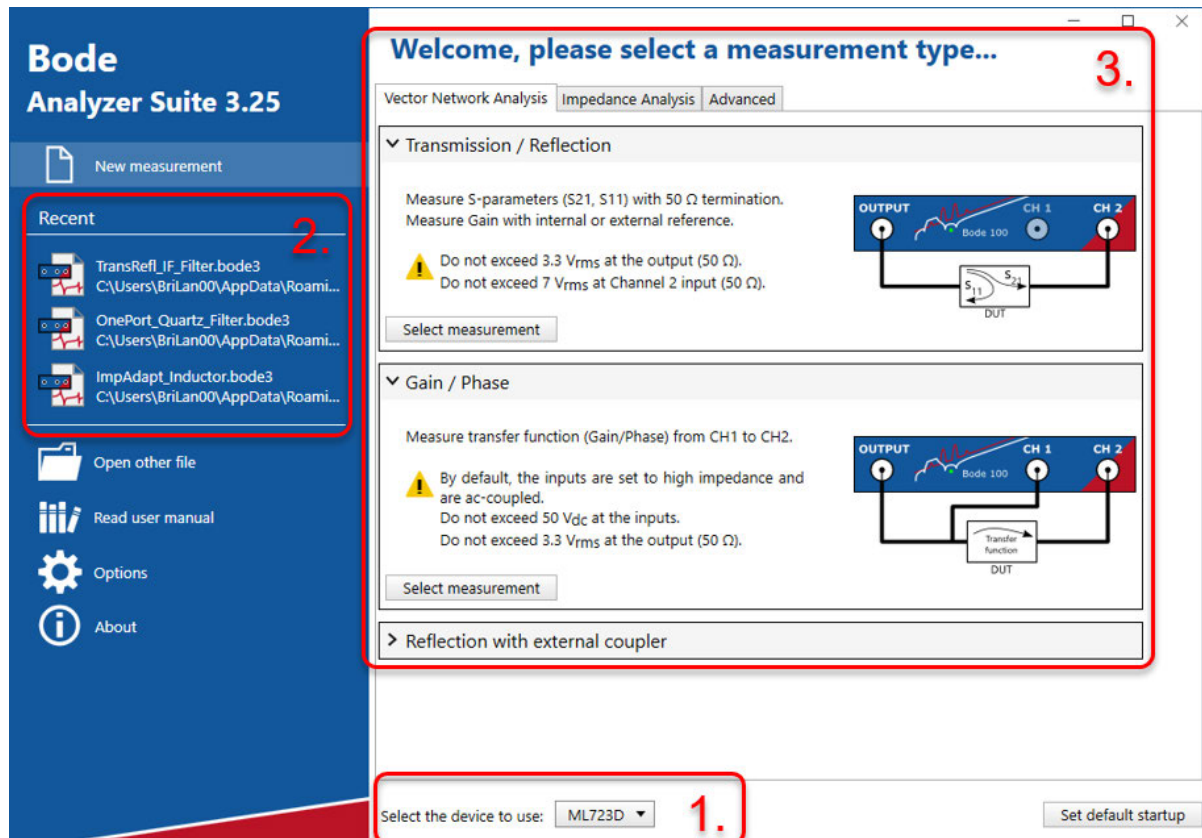 Bode
Analyzer Suite 3.25
New measurement
Recent
2.
TransRefl_IF_Filter.bode3
C:\Users\BriLan00\AppData\Roami...
OnePort_Quartz_Filter.bode3
C:\Users\BriLan00\AppData\Roami...
ImpAdapt_Inductor.bode3
C:\Users\BriLan00\AppData\Roami...
Open other file
Read user manual
Options
About
Welcome, please select a measurement type...
3.
Vector Network Analysis Impedance Analysis Advanced
Transmission / Reflection
Measure S-parameters (S21, S11) with 50 Ω termination.
Measure Gain with internal or external reference.
Do not exceed 3.3 Vrms at the output (50 Ω).
Do not exceed 7 Vrms at Channel 2 input (50 Ω).
Select measurement
OUTPUT CH 1 CH 2
Bode 100
S11 S21
DUT
Gain / Phase
Measure transfer function (Gain/Phase) from CH1 to CH2.
By default, the inputs are set to high impedance and
are ac-coupled.
Do not exceed 50 Vdc at the inputs.
Do not exceed 3.3 Vrms at the output (50 Ω).
Select measurement
OUTPUT CH 1 CH 2
Bode 100
Transfer
function
DUT
Reflection with external coupler
Select the device to use: ML723D 1.
Set default startup